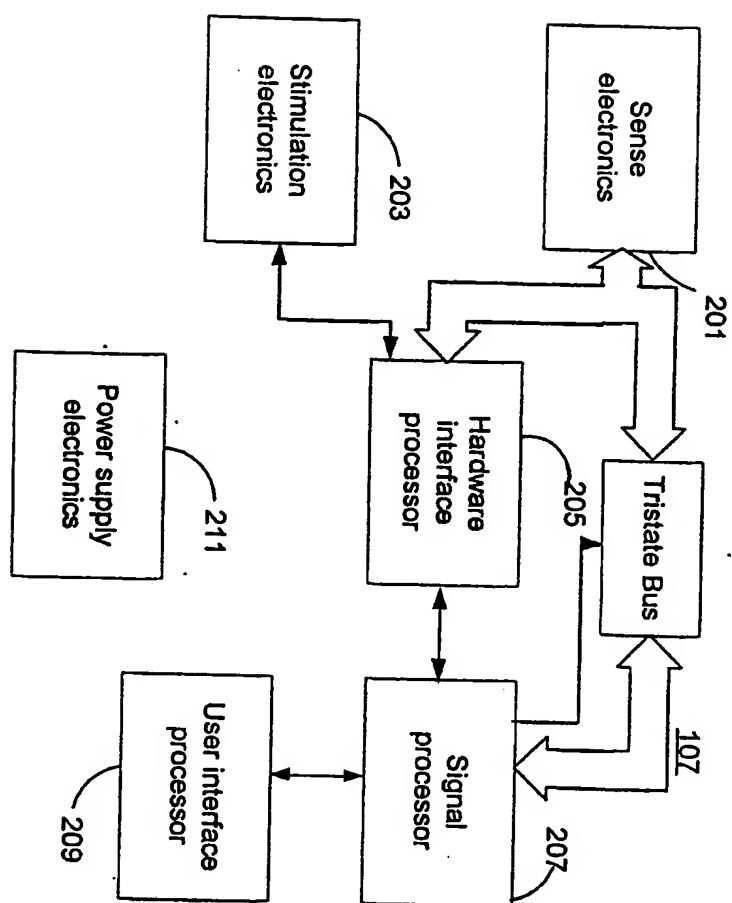 201
107
Sense
electronics
Tristate Bus
205
207
Hardware
interface
processor
Signal
processor
203
Stimulation
electronics
211
User interface
processor
Power supply
electronics
209